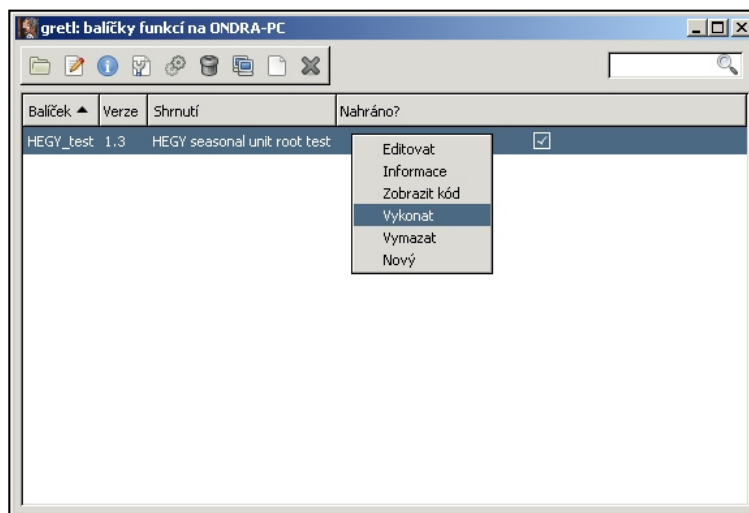 gretl: balíčky funkcí na ONDRA-PC
Balíček Verze Shrnutí Nahráno?
HEGY_test 1.3 HEGY seasonal unit root test
Editovat
Informace
Zobrazit kód
Vykonat
Vymazat
Nový